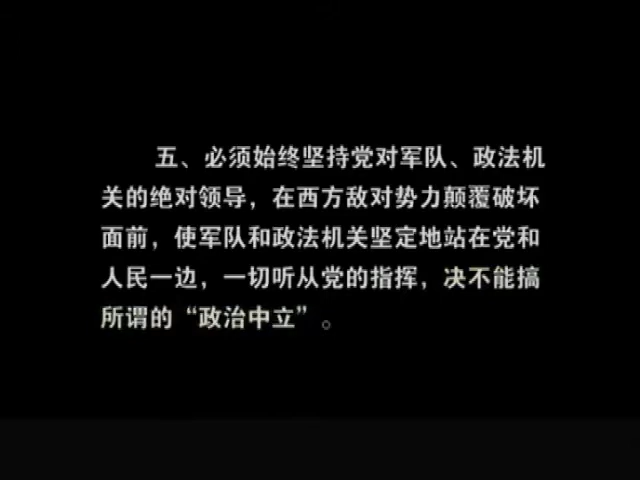 五、必须始终坚持党对军队、政法机
关的绝对领导，在西方敌对势力颠覆破坏
面前，使军队和政法机关坚定地站在党和
人民一边，一切听从党的指挥，决不能搞
所谓的“政治中立”。